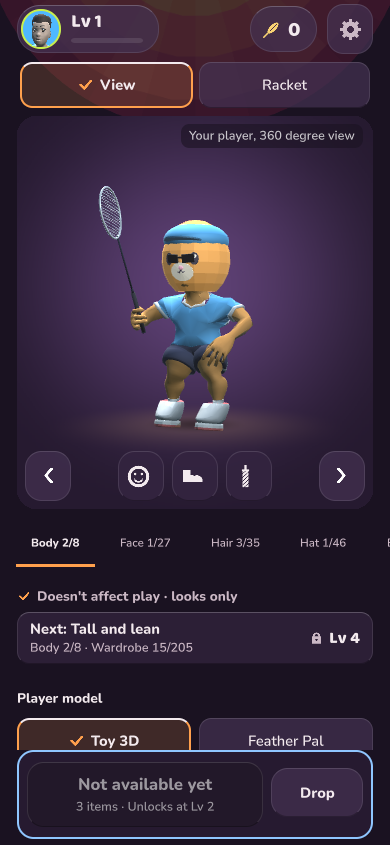 Lv 1
0
View
Racket
Your player, 360 degree view
Body 2/8
Face 1/27
Hair 3/35
Hat 1/46
Doesn't affect play · looks only
Next: Tall and lean
Body 2/8 · Wardrobe 15/205
Lv 4
Player model
Toy 3D
Feather Pal
Not available yet
3 items · Unlocks at Lv 2
Drop